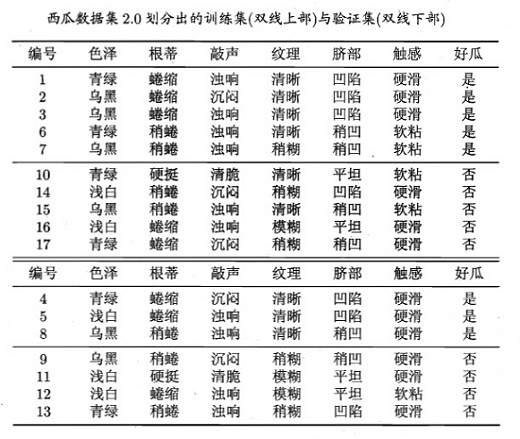 西瓜数据集2.0划分出的训练集(双线上部)与验证集(双线下部)
编号 色泽 根蒂 敲声 纹理 脐部 触感 好瓜
1 青绿 蜷缩 浊响 清晰 凹陷 硬滑 是
2 乌黑 蜷缩 沉闷 清晰 凹陷 硬滑 是
3 乌黑 蜷缩 浊响 清晰 凹陷 硬滑 是
6 青绿 稍蜷 浊响 清晰 稍凹 软粘 是
7 乌黑 稍蜷 浊响 稍糊 稍凹 软粘 是
10 青绿 硬挺 清脆 清晰 平坦 软粘 否
14 浅白 稍蜷 沉闷 稍糊 凹陷 硬滑 否
15 乌黑 稍蜷 浊响 清晰 稍凹 软粘 否
16 浅白 蜷缩 浊响 模糊 平坦 硬滑 否
17 青绿 蜷缩 沉闷 稍糊 稍凹 硬滑 否
编号 色泽 根蒂 敲声 纹理 脐部 触感 好瓜
4 青绿 蜷缩 沉闷 清晰 凹陷 硬滑 是
5 浅白 蜷缩 浊响 清晰 凹陷 硬滑 是
8 乌黑 稍蜷 浊响 清晰 稍凹 硬滑 是
9 乌黑 稍蜷 沉闷 稍糊 稍凹 硬滑 否
11 浅白 硬挺 清脆 模糊 平坦 硬滑 否
12 浅白 蜷缩 浊响 模糊 平坦 软粘 否
13 青绿 稍蜷 浊响 稍糊 凹陷 硬滑 否